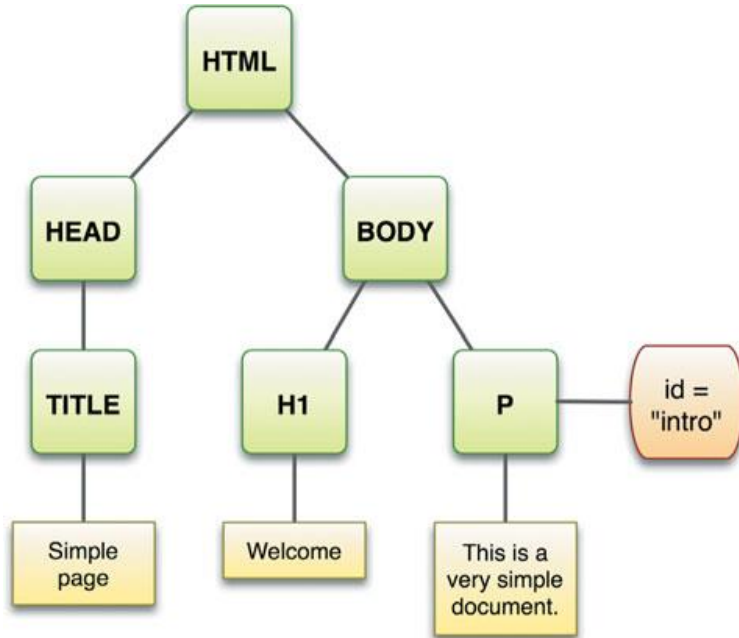 HTML
HEAD
BODY
TITLE
H1
P
id =
"intro"
Simple
page
Welcome
This is a
very simple
document.